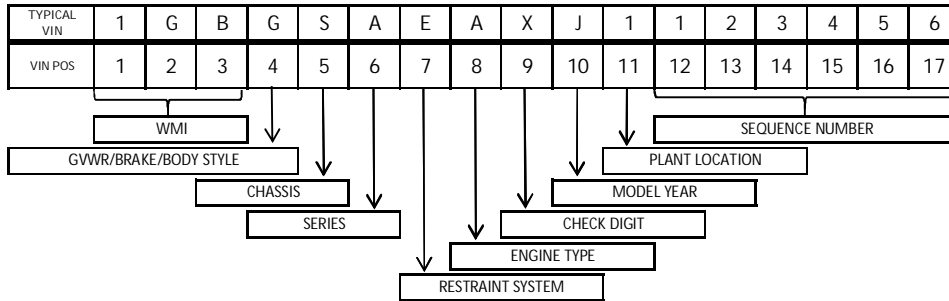 TYPICAL VIN 1 G B G S A E A X J 1 1 2 3 4 5 6
VIN POS 1 2 3 4 5 6 7 8 9 10 11 12 13 14 15 16 17
WMI SEQUENCE NUMBER
GVWR/BRAKE/BODY STYLE PLANT LOCATION
CHASSIS MODEL YEAR
SERIES CHECK DIGIT
ENGINE TYPE
RESTRAINT SYSTEM